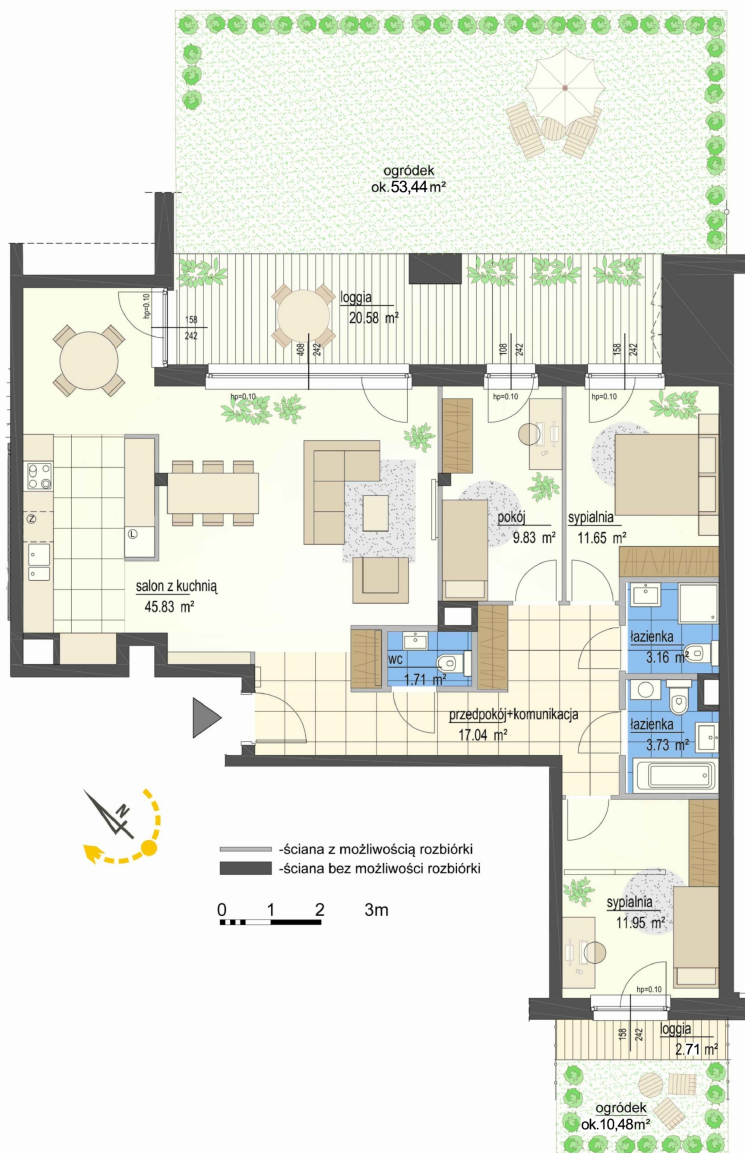 ogródek
ok. 53,44 m²
hp=0.10
158
242
loggia
20.58 m²
408
242
108
242
158
242
hp=0.10
hp=0.10
hp=0.10
Z
L
pokój
9.83 m²
sypialnia
11.65 m²
salon z kuchnią
45.83 m²
wc
1.71 m²
łazienka
3.16 m²
przedpokój+komunikacja
17.04 m²
łazienka
3.73 m²
N
-ściana z możliwością rozbiórki
-ściana bez możliwości rozbiórki
0 1 2 3m
sypialnia
11.95 m²
hp=0.10
158
242
loggia
2.71 m²
ogródek
ok.10,48m²